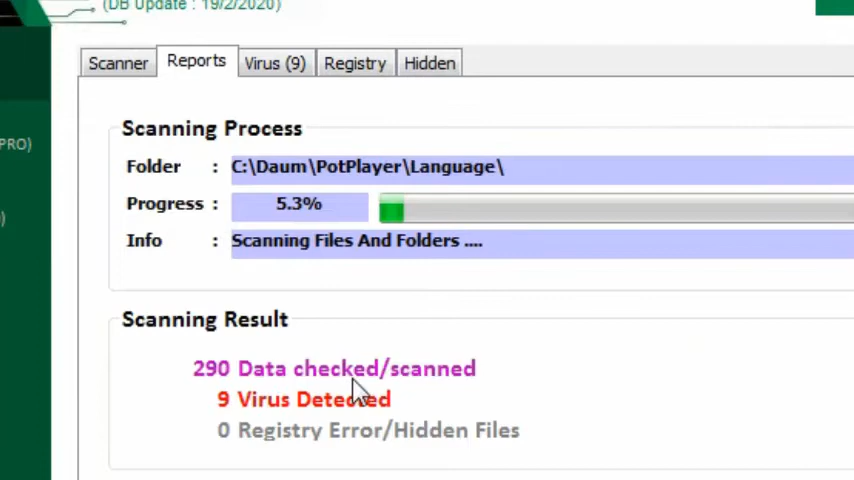 (DB Update : 19/2/2020)
Scanner Reports Virus (9) Registry Hidden
PRO)
)
Scanning Process
Folder : C:\Daum\PotPlayer\Language\
Progress : 5.3%
Info : Scanning Files And Folders ....
Scanning Result
290 Data checked/scanned
9 Virus Detected
0 Registry Error/Hidden Files